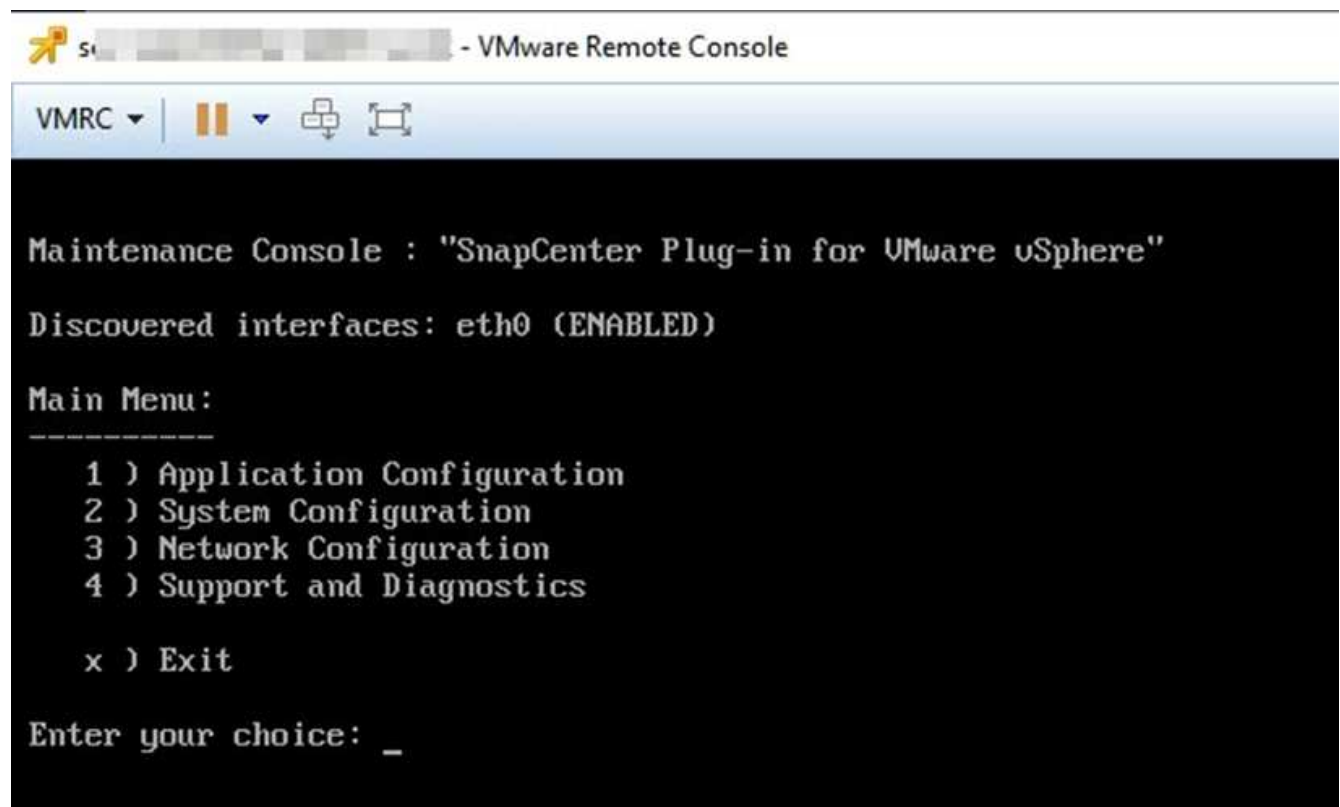 - VMware Remote Console
VMRC
Maintenance Console : "SnapCenter Plug-in for VMware vSphere"
Discovered interfaces: eth0 (ENABLED)
Main Menu:
----------
1 ) Application Configuration
2 ) System Configuration
3 ) Network Configuration
4 ) Support and Diagnostics
x ) Exit
Enter your choice: _